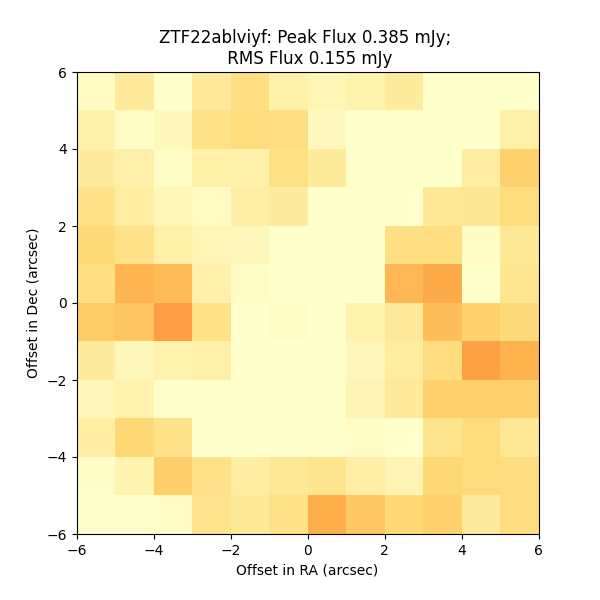 ZTF22ablviyf: Peak Flux 0.385 mJy;
RMS Flux 0.155 mJy
6
4
2
0
−2
−4
−6
Offset in Dec (arcsec)
−6 −4 −2 0 2 4 6
Offset in RA (arcsec)